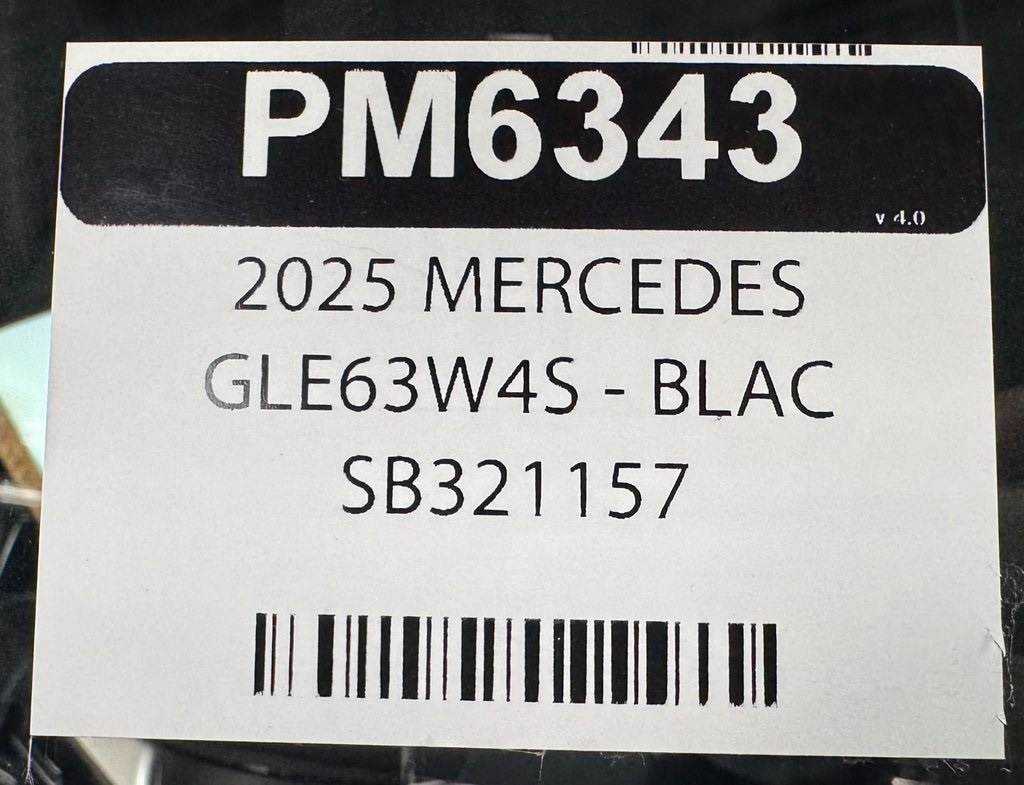 PM6343
v 4.0
2025 MERCEDES
GLE63W4S - BLAC
SB321157